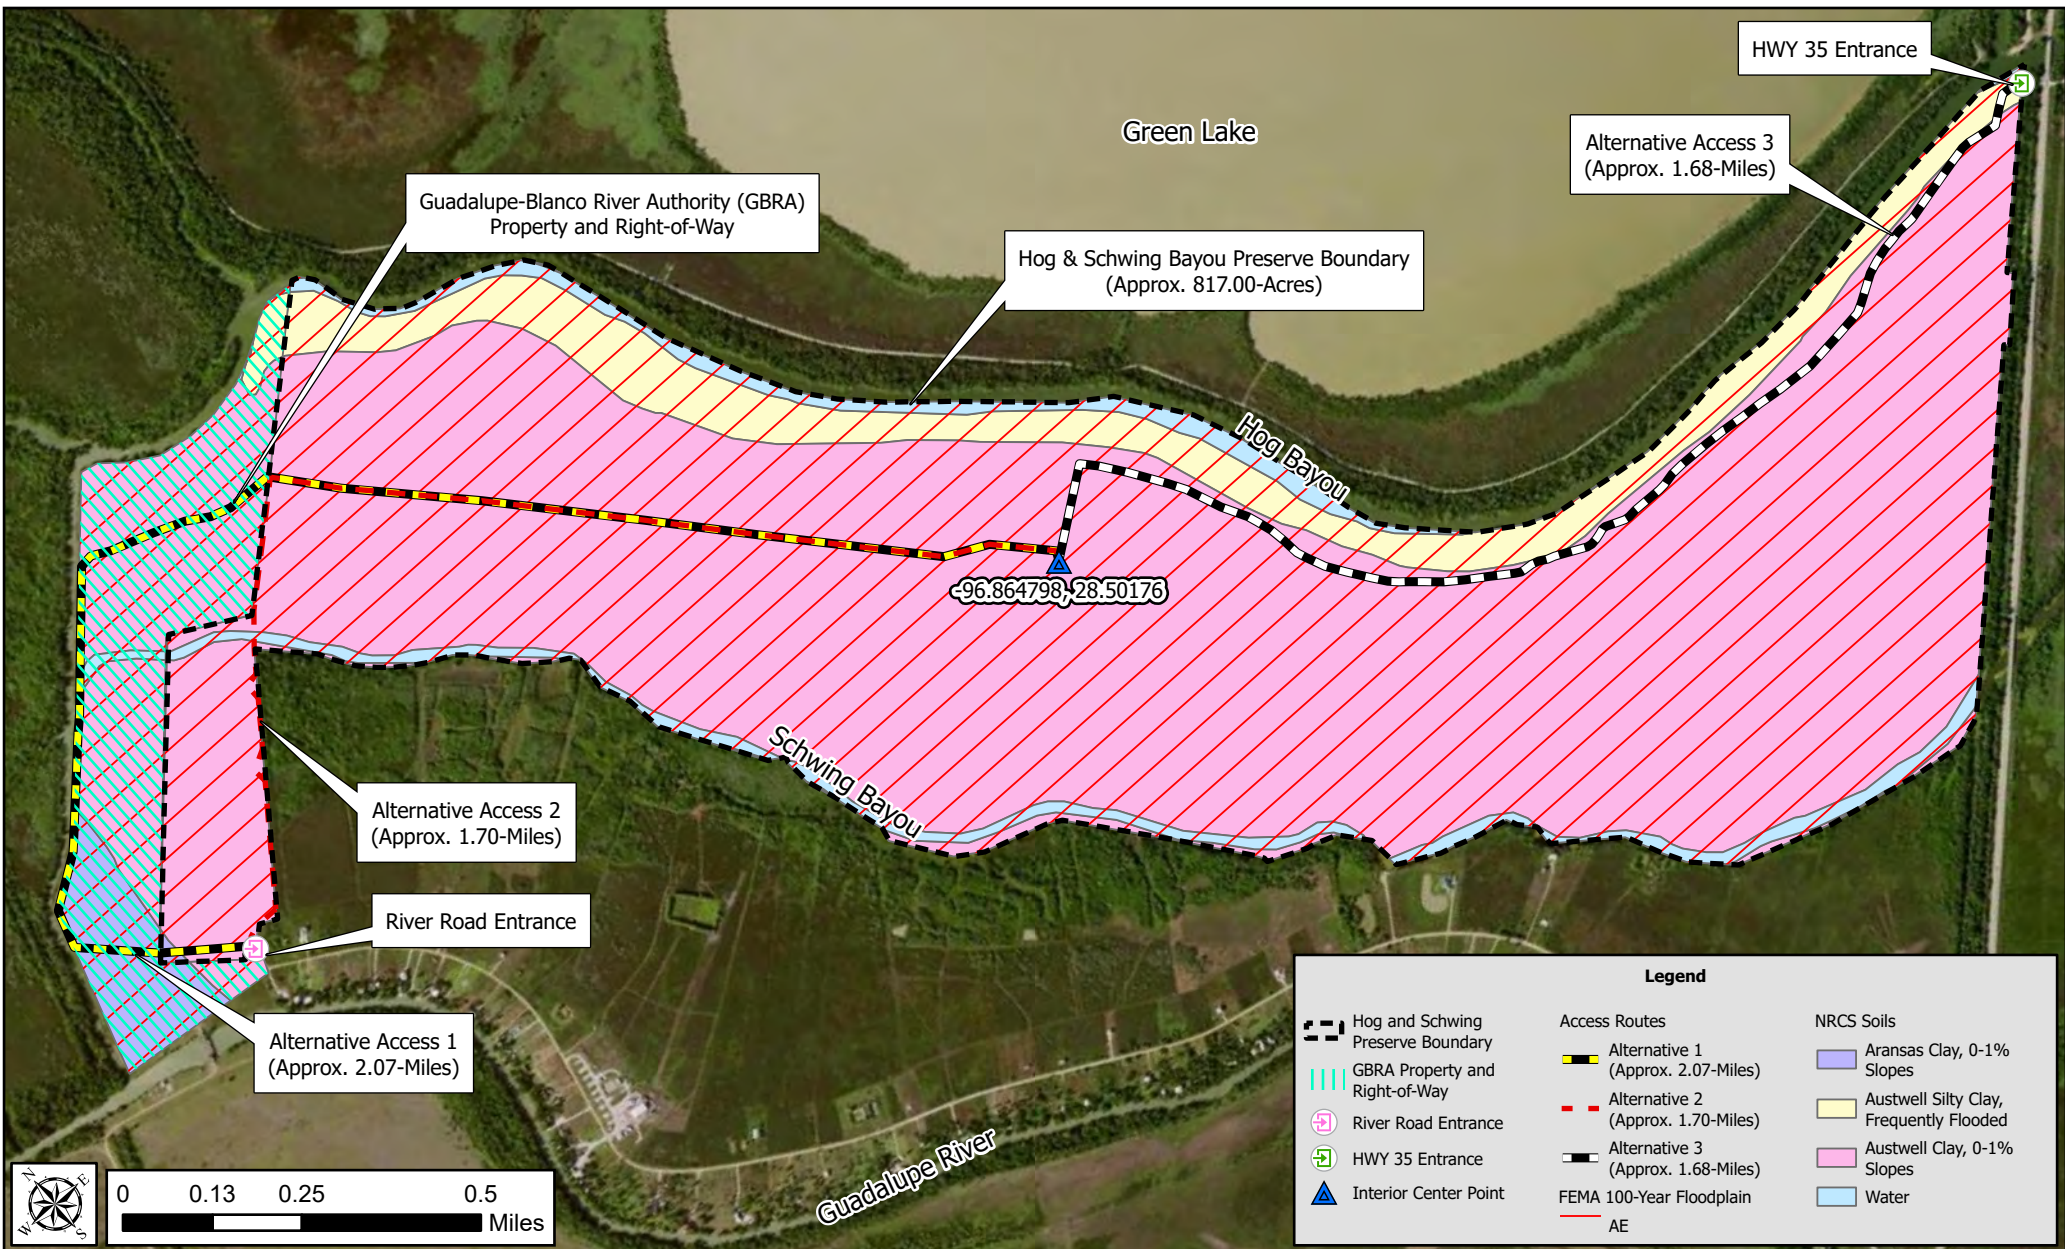 HWY 35 Entrance
Green Lake
Alternative Access 3
(Approx. 1.68-Miles)
Guadalupe-Blanco River Authority (GBRA)
Property and Right-of-Way
Hog & Schwing Bayou Preserve Boundary
(Approx. 817.00-Acres)
Hog Bayou
-96.864798, 28.50176
Schwing Bayou
Alternative Access 2
(Approx. 1.70-Miles)
River Road Entrance
Alternative Access 1
(Approx. 2.07-Miles)
Guadalupe River
N
E
W
S
0 0.13 0.25 0.5
Miles
Legend
Hog and Schwing
Preserve Boundary
GBRA Property and
Right-of-Way
River Road Entrance
HWY 35 Entrance
Interior Center Point
Access Routes
Alternative 1
(Approx. 2.07-Miles)
Alternative 2
(Approx. 1.70-Miles)
Alternative 3
(Approx. 1.68-Miles)
FEMA 100-Year Floodplain
AE
NRCS Soils
Aransas Clay, 0-1%
Slopes
Austwell Silty Clay,
Frequently Flooded
Austwell Clay, 0-1%
Slopes
Water